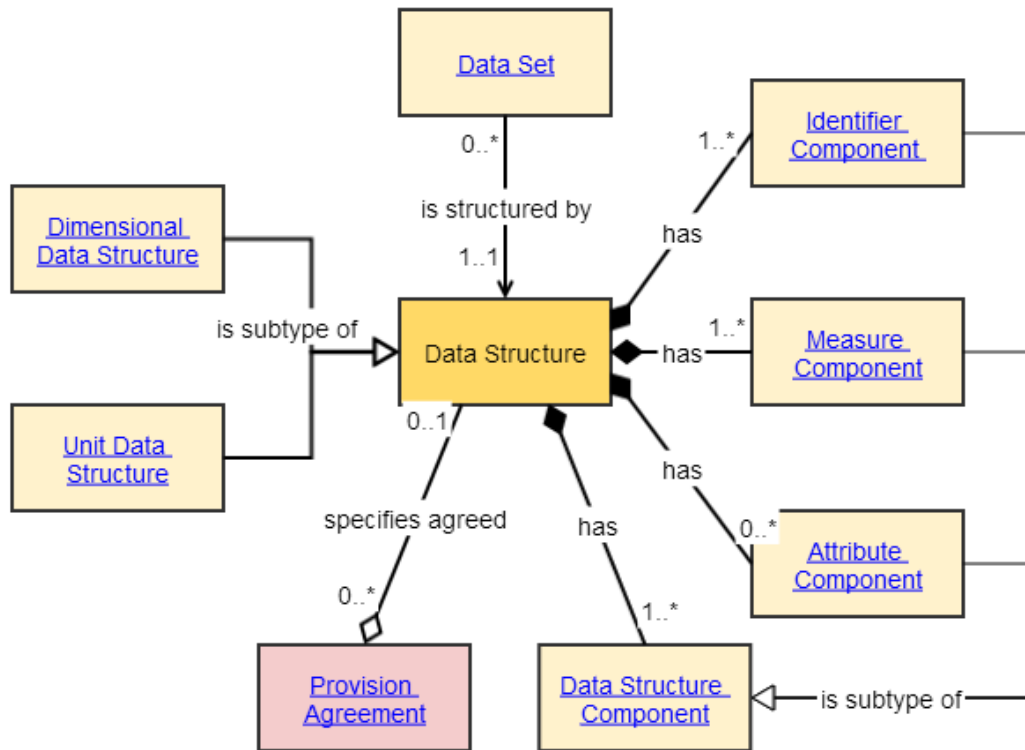 Data Set
0..*
is structured by
1..1
Identifier
Component
1..*
has
Dimensional
Data Structure
is subtype of
Unit Data
Structure
Data Structure
1..*
has
Measure
Component
has
0..*
Attribute
Component
0..1
specifies agreed
0..*
Provision
Agreement
has
1..*
Data Structure
Component
is subtype of